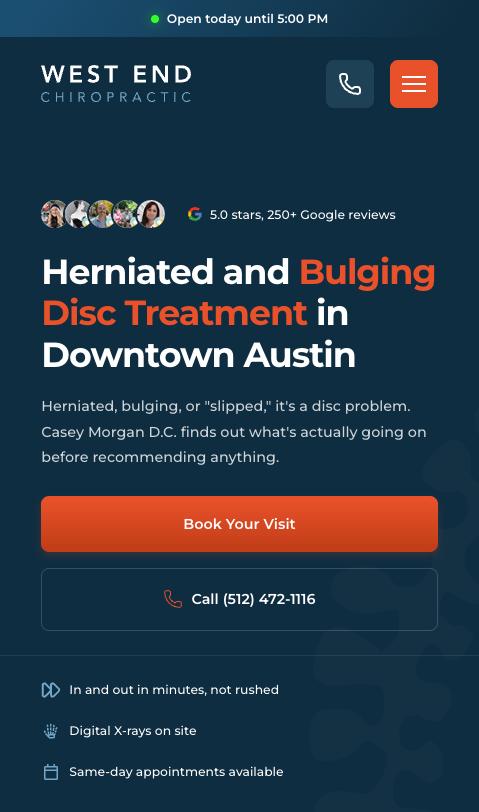 Open today until 5:00 PM
WEST END
CHIROPRACTIC
5.0 stars, 250+ Google reviews
Herniated and Bulging
Disc Treatment in
Downtown Austin
Herniated, bulging, or "slipped," it's a disc problem.
Casey Morgan D.C. finds out what's actually going on
before recommending anything.
Book Your Visit
Call (512) 472-1116
In and out in minutes, not rushed
Digital X-rays on site
Same-day appointments available